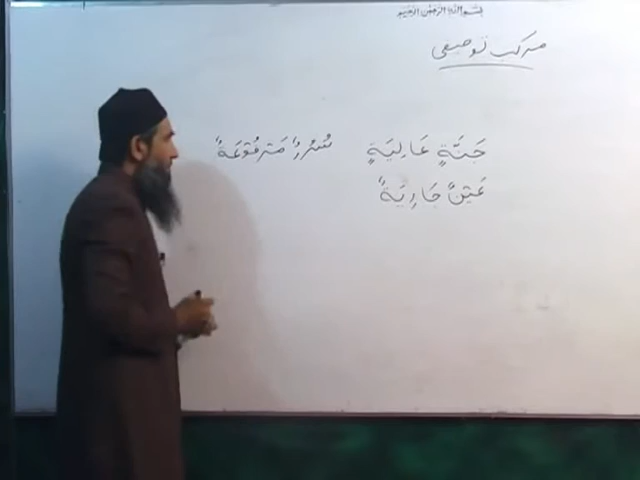 بسم الله الرحمن الرحيم
مرکب توصیفی
جَنَّةٍ عَالِيَةٍ سُرُرٌ مَرْفُوعَةٌ
عَيْنٌ جَارِيَةٌ